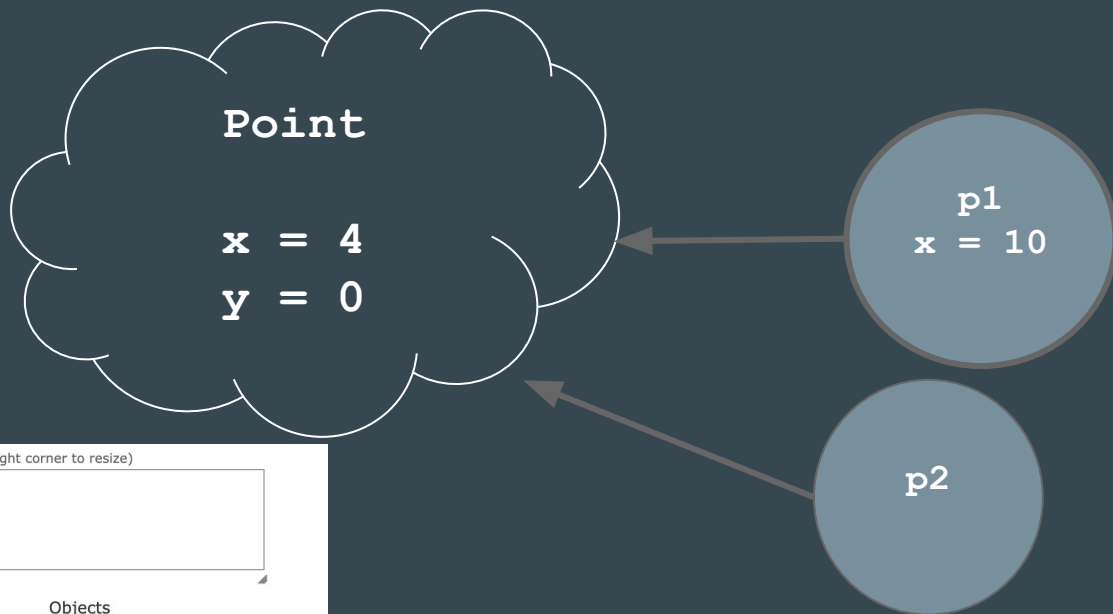 Point
x = 4
y = 0
p1
x = 10
p2
ght corner to resize)
Objects